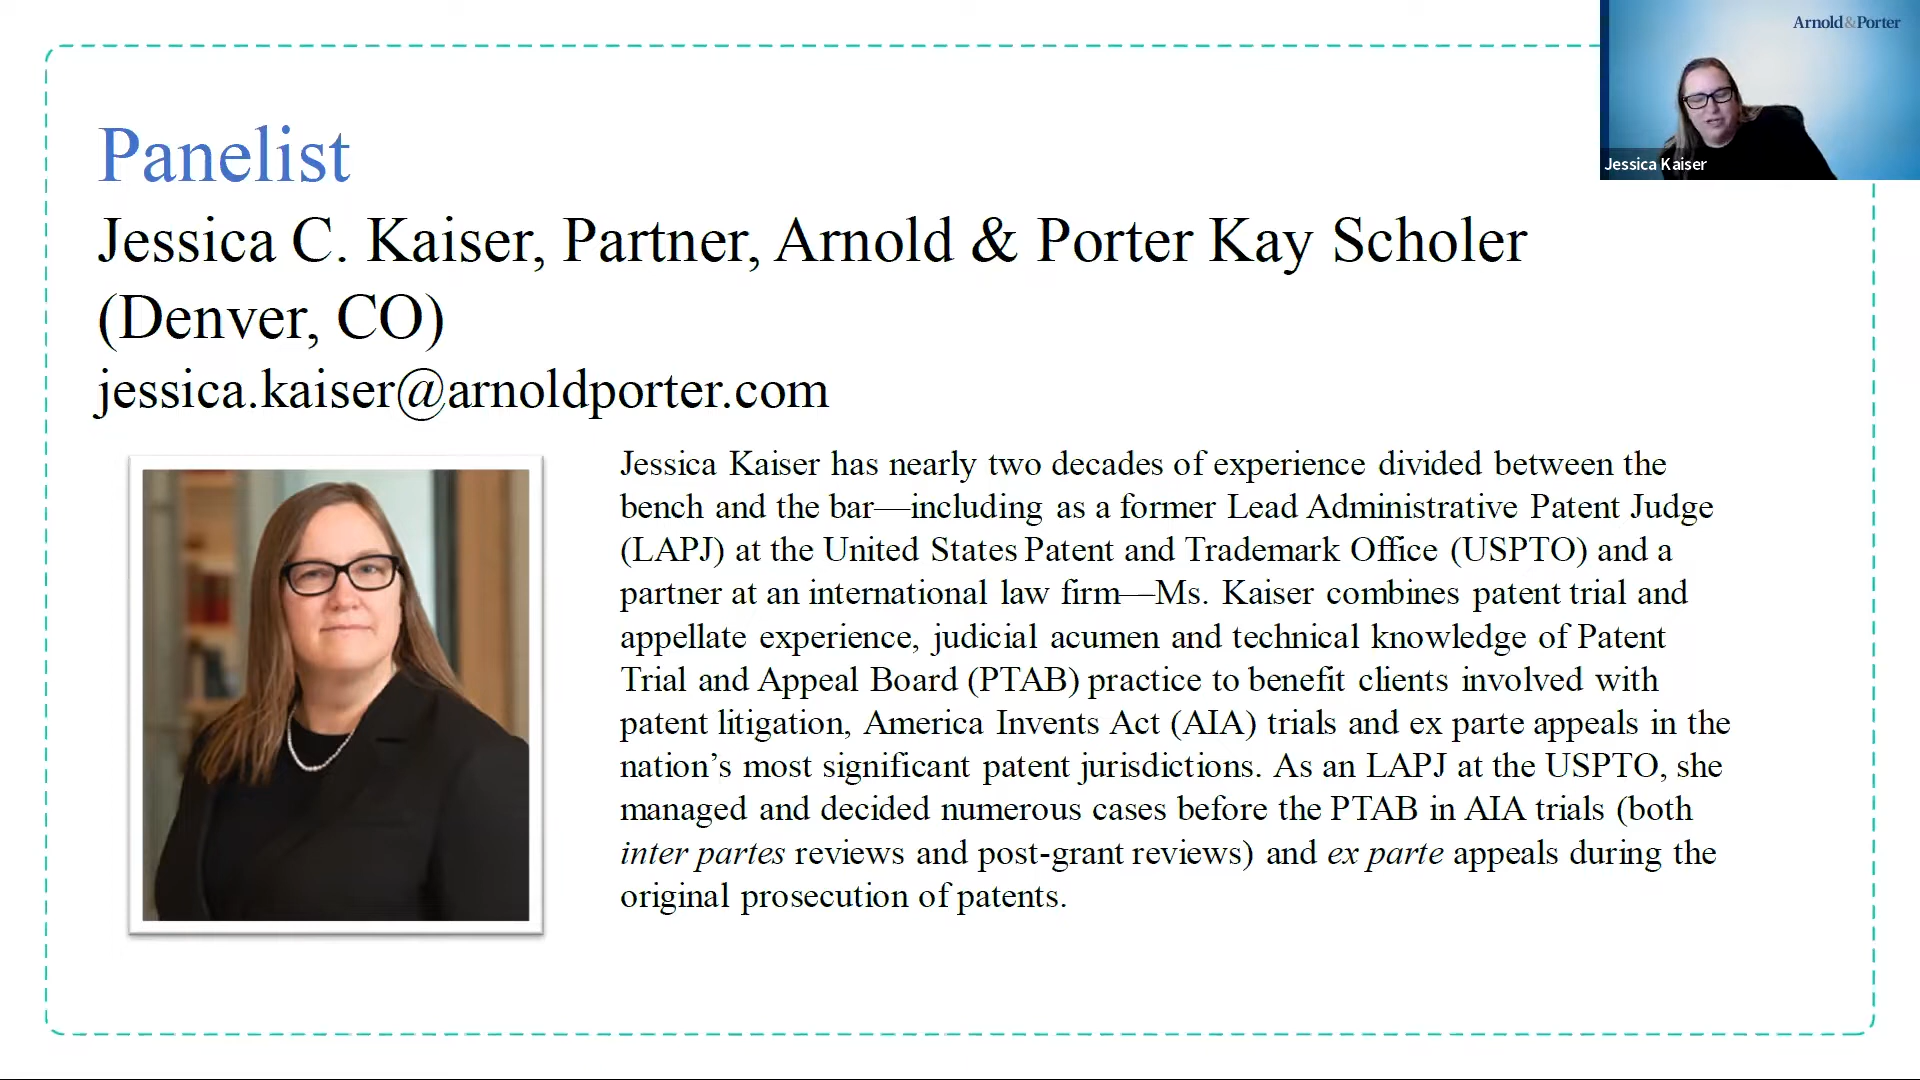 Arnold&Porter
Jessica Kaiser
Panelist
Jessica C. Kaiser, Partner, Arnold & Porter Kay Scholer
(Denver, CO)
jessica.kaiser@arnoldporter.com
Jessica Kaiser has nearly two decades of experience divided between the
bench and the bar—including as a former Lead Administrative Patent Judge
(LAPJ) at the United States Patent and Trademark Office (USPTO) and a
partner at an international law firm—Ms. Kaiser combines patent trial and
appellate experience, judicial acumen and technical knowledge of Patent
Trial and Appeal Board (PTAB) practice to benefit clients involved with
patent litigation, America Invents Act (AIA) trials and ex parte appeals in the
nation’s most significant patent jurisdictions. As an LAPJ at the USPTO, she
managed and decided numerous cases before the PTAB in AIA trials (both
inter partes reviews and post-grant reviews) and ex parte appeals during the
original prosecution of patents.